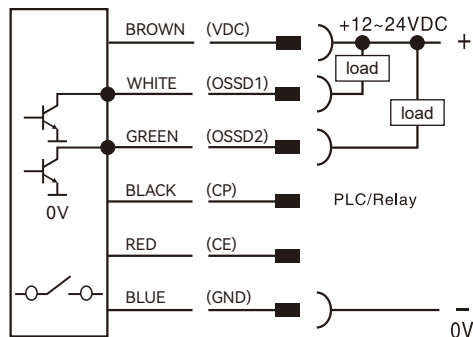 BROWN (VDC) +12~24VDC +
load
WHITE (OSSD1)
load
GREEN (OSSD2)
0V
BLACK (CP) PLC/Relay
RED (CE)
BLUE (GND) −
0V